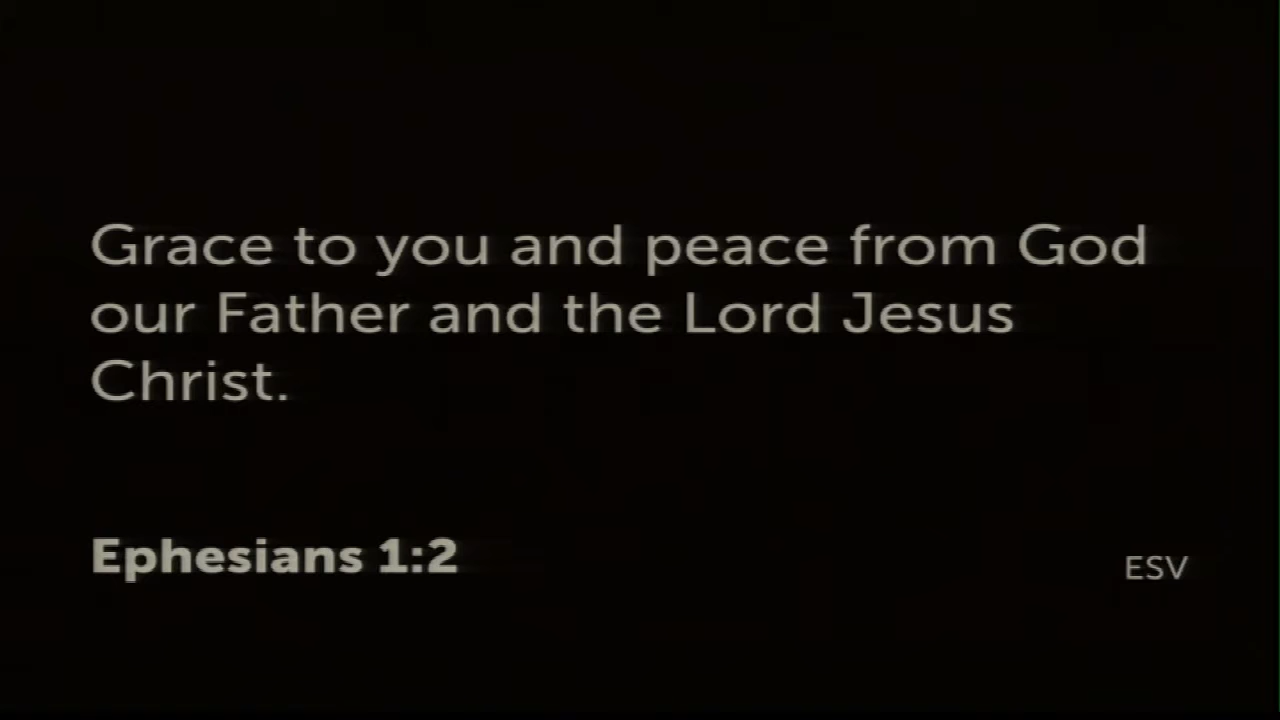 Grace to you and peace from God
our Father and the Lord Jesus
Christ.
Ephesians 1:2
ESV